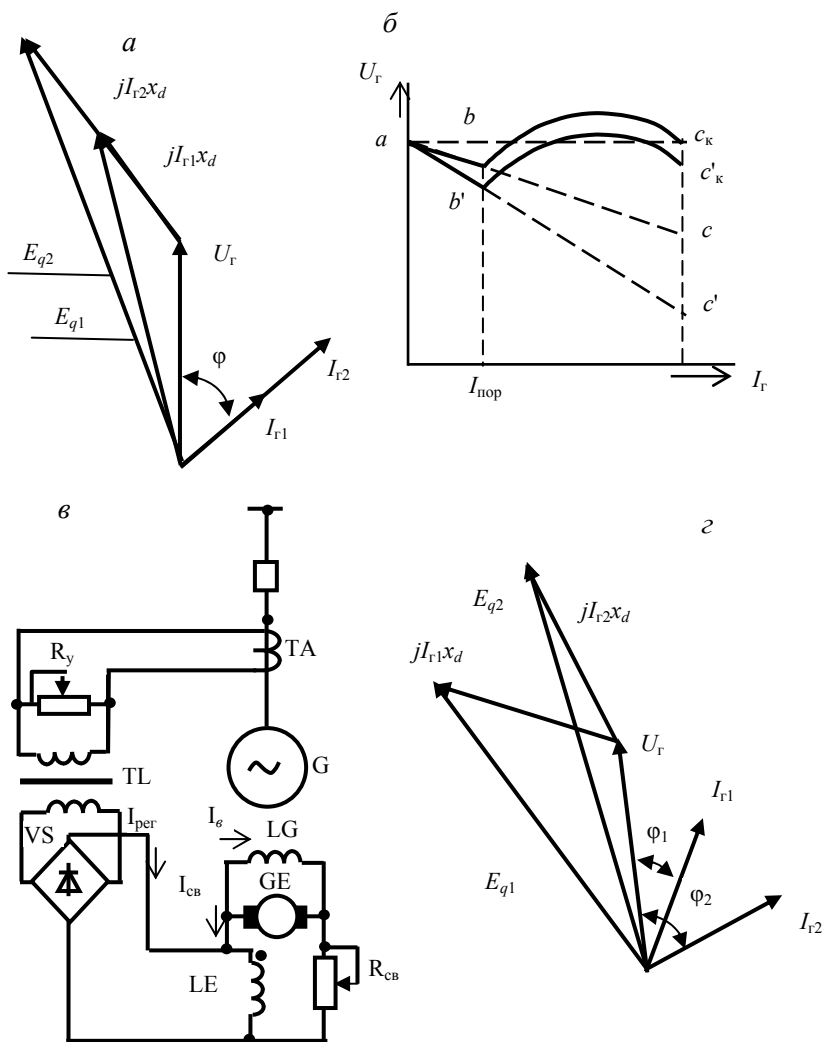 а
jIг2xd
jIг1xd
Uг
Eq2
Eq1
φ
Iг2
Iг1
б
Uг
a
b
b'
cк
c'к
c
c'
Iпор
Iг
в
Rу
TA
G
TL
VS
Iрег
Iв
LG
Iсв
GE
LE
Rсв
г
Eq2
jIг2xd
jIг1xd
Uг
Iг1
φ1
φ2
Eq1
Iг2